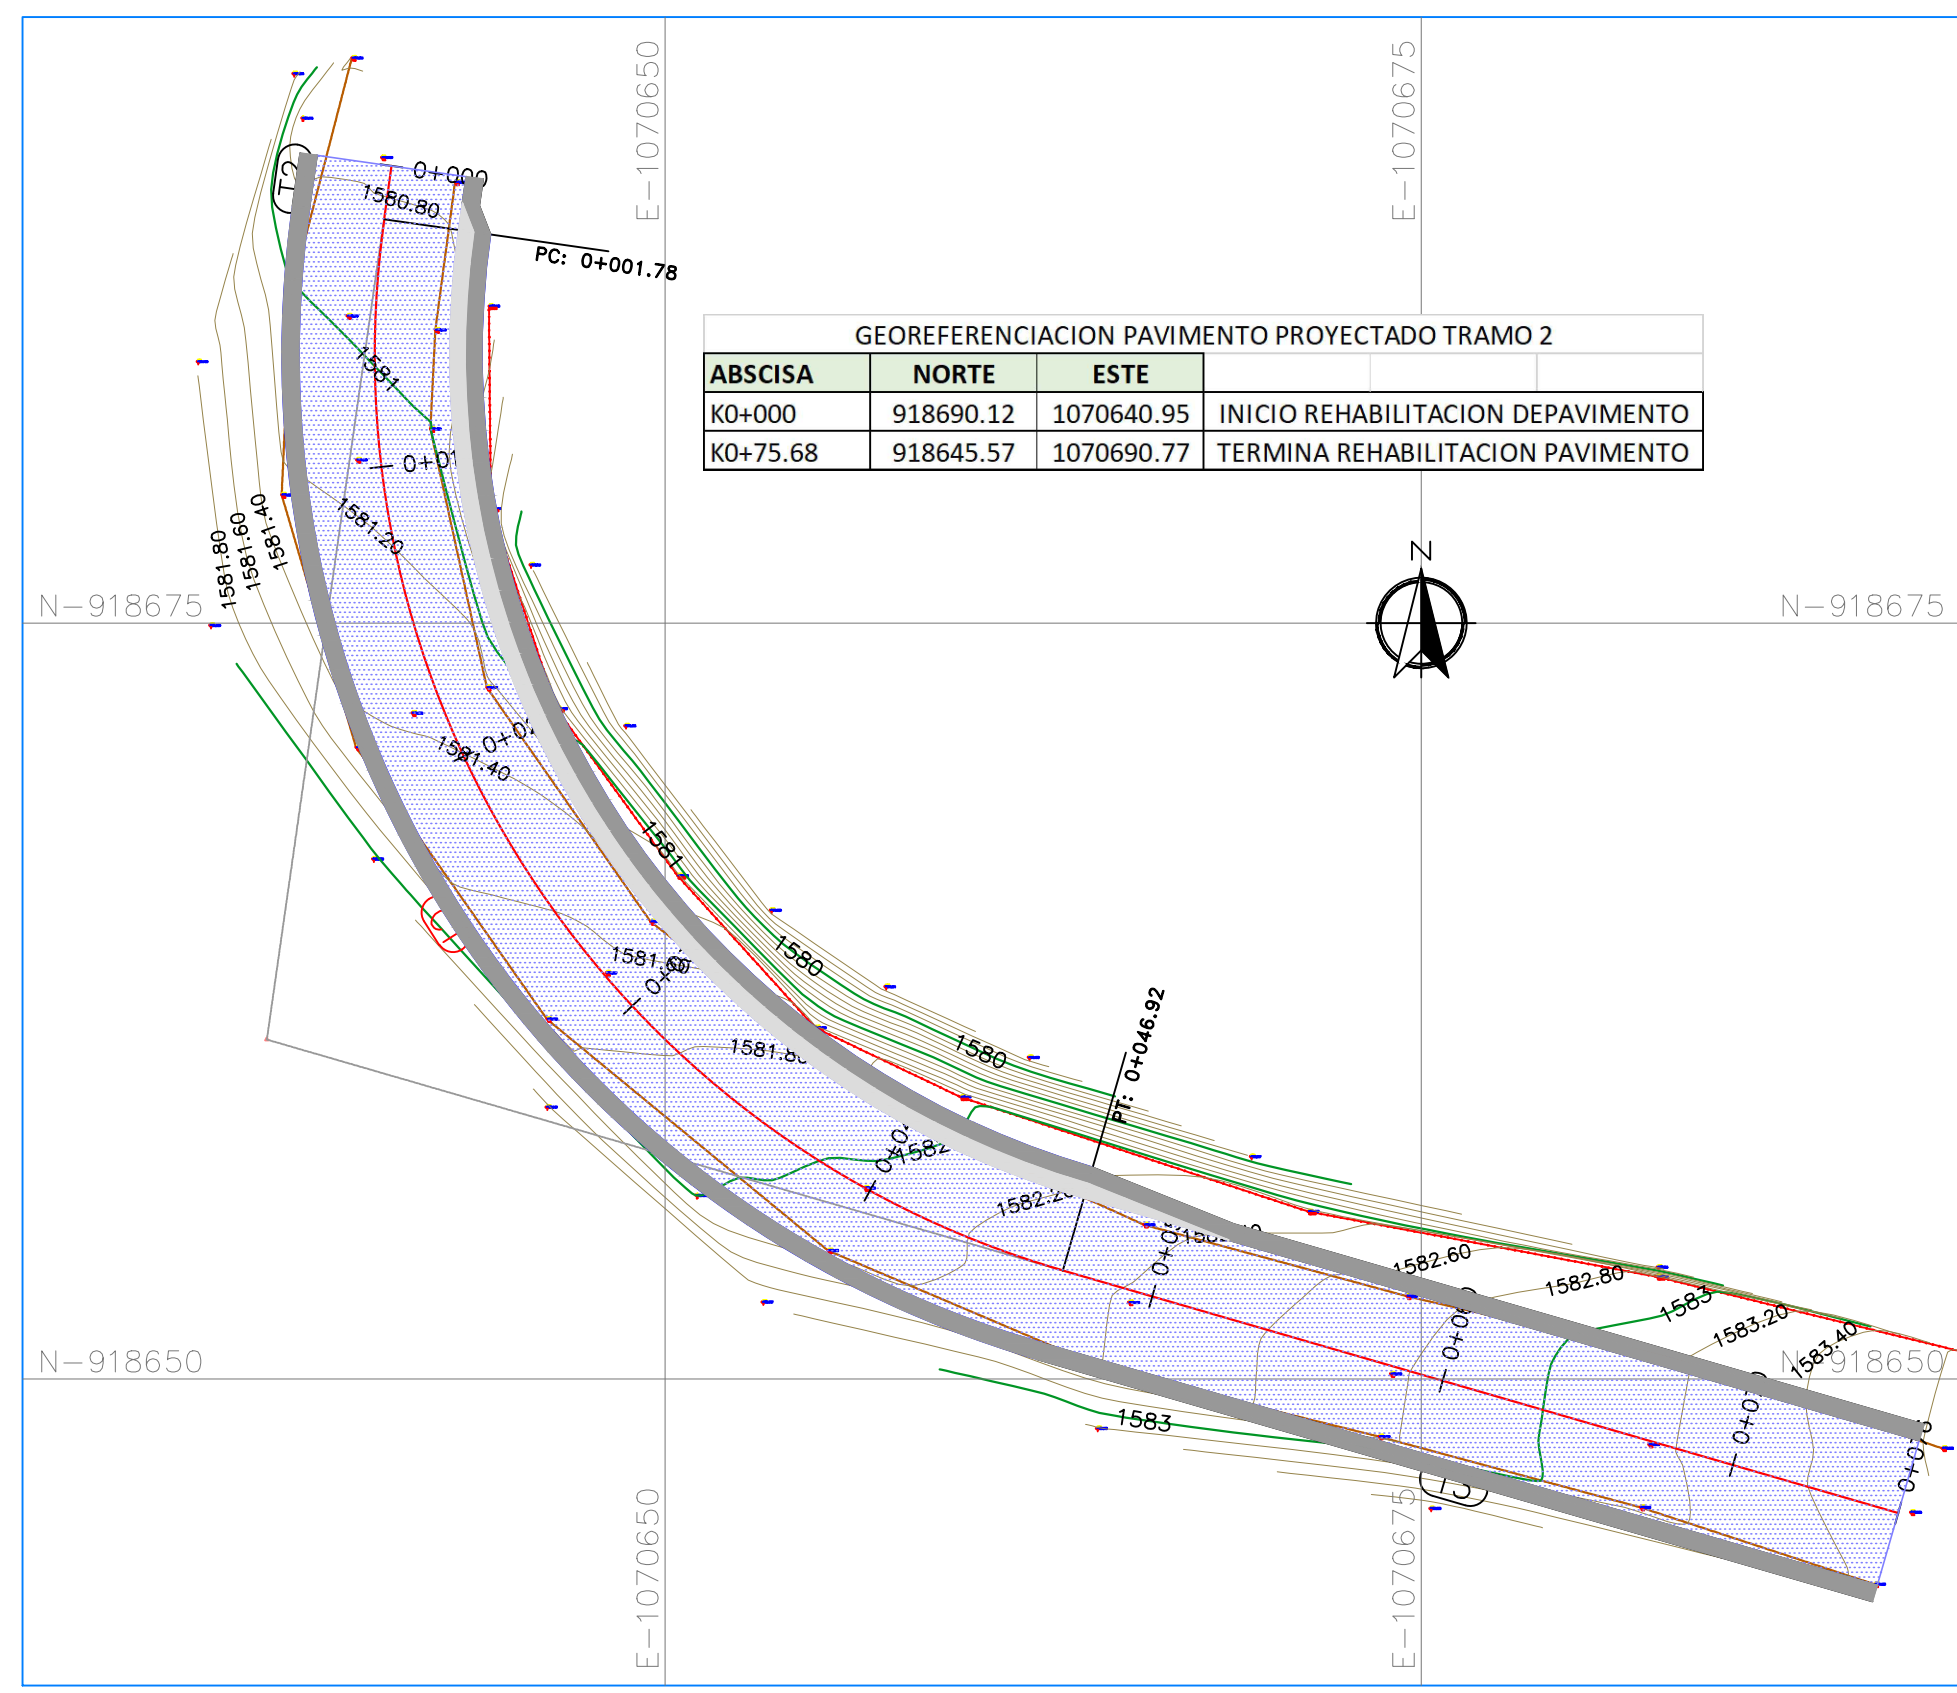 E-1070650
E-1070675
T2
0+000
1580.80
PC: 0+001.78
GEOREFERENCIACION PAVIMENTO PROYECTADO TRAMO 2
ABSCISA NORTE ESTE
K0+000 918690.12 1070640.95 INICIO REHABILITACION DEPAVIMENTO
K0+75.68 918645.57 1070690.77 TERMINA REHABILITACION PAVIMENTO
1581
1581.20
1581.80
1581.60
1581.40
N
N-918675
N-918675
1581.40
1581
1580
1580
PT: 0+046.92
1582.60
1582.80
1583
1583.20
1583.40
N-918650
N-918650
1583
E-1070650
E-1070675